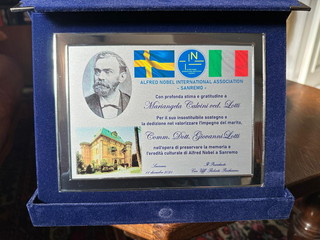 ALFRED NOBEL INTERNATIONAL ASSOCIATION
- SANREMO -
Con profonda stima e gratitudine a
Mariangela Calvini ved. Lotti
Per il suo inestimabile sostegno e
la dedizione nel valorizzare l'impegno del marito,
Comm. Dott. Giovanni Lotti
nell'opera di preservare la memoria e
l'eredità culturale di Alfred Nobel a Sanremo
Sanremo
Il Presidente